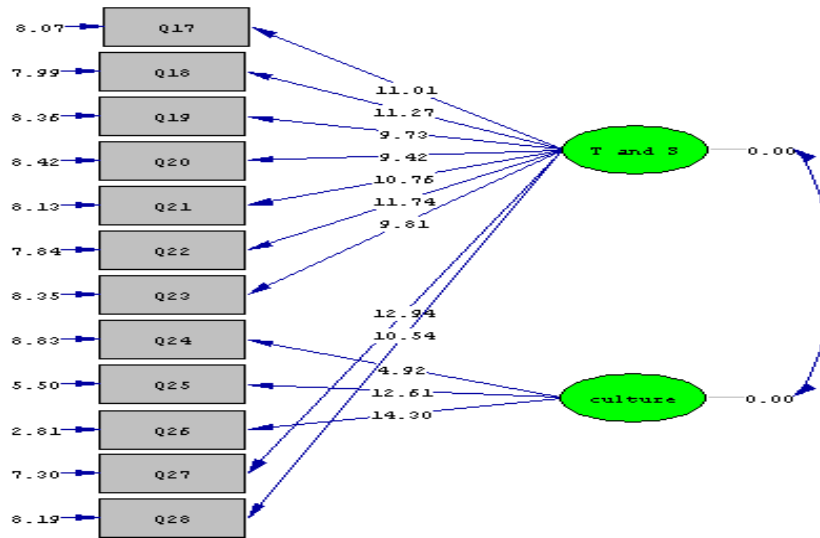 8.07 Q17
11.01
7.99 Q18
11.27
8.36 Q19
9.73
8.42 Q20
9.42
T and S 0.00
8.13 Q21
10.76
7.84 Q22
11.74
9.81
8.35 Q23
12.94
10.54
8.83 Q24
4.92
5.50 Q25
12.61
culture 0.00
14.30
2.81 Q26
7.30 Q27
8.19 Q28